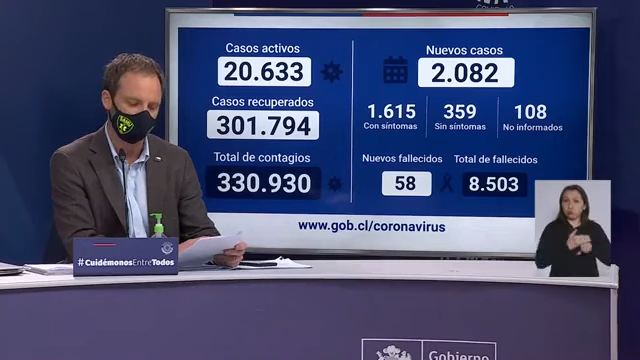 Casos activos
20.633
Casos recuperados
301.794
Total de contagios
330.930
Nuevos casos
2.082
1.615
Con síntomas
359
Sin síntomas
108
No informados
Nuevos fallecidos
58
Total de fallecidos
8.503
www.gob.cl/coronavirus
#CuidémonosEntreTodos
Gobierno